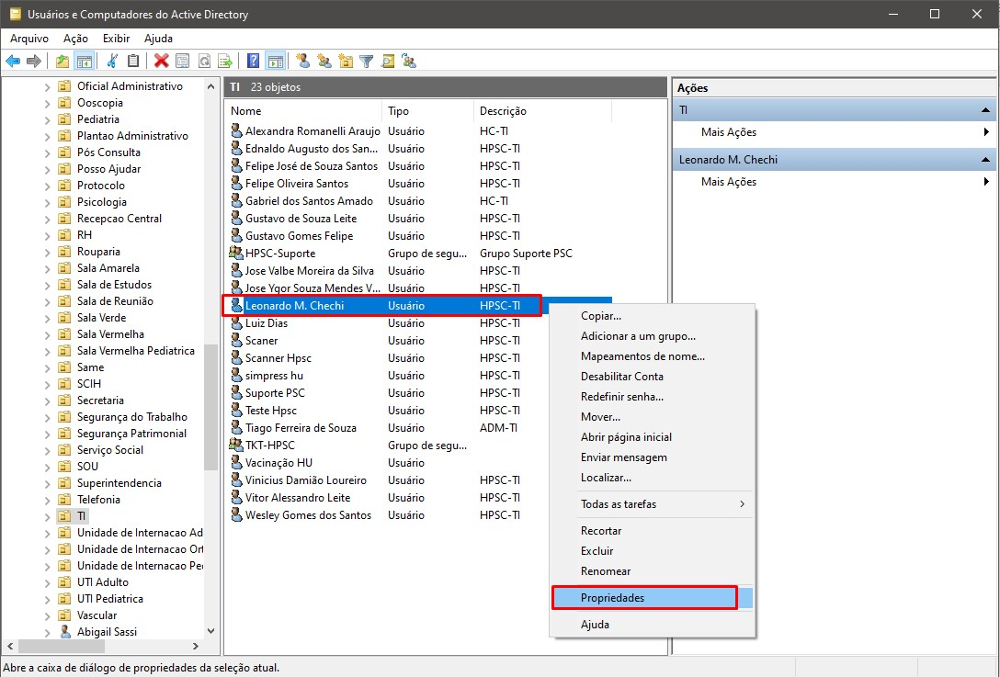 Usuários e Computadores do Active Directory
Arquivo Ação Exibir Ajuda
Oficial Administrativo
Ooscopia
Pediatria
Plantao Administrativo
Pós Consulta
Posso Ajudar
Protocolo
Psicologia
Recepcao Central
RH
Rouparia
Sala Amarela
Sala de Estudos
Sala de Reunião
Sala Verde
Sala Vermelha
Sala Vermelha Pediatrica
Same
SCIH
Secretaria
Segurança do Trabalho
Segurança Patrimonial
Serviço Social
SOU
Superintendencia
Telefonia
TI
Unidade de Internacao Ad
Unidade de Internacao Ort
Unidade de Internacao Pe
UTI Adulto
UTI Pediatrica
Vascular
Abigail Sassi
TI 23 objetos
Nome Tipo Descrição
Alexandra Romanelli Araujo Usuário HC-TI
Ednaldo Augusto dos San... Usuário HPSC-TI
Felipe José de Souza Santos Usuário HPSC-TI
Felipe Oliveira Santos Usuário HPSC-TI
Gabriel dos Santos Amado Usuário HC-TI
Gustavo de Souza Leite Usuário HPSC-TI
Gustavo Gomes Felipe Usuário HPSC-TI
HPSC-Suporte Grupo de segu... Grupo Suporte PSC
Jose Valbe Moreira da Silva Usuário HPSC-TI
Jose Ygor Souza Mendes V... Usuário HPSC-TI
Leonardo M. Chechi Usuário HPSC-TI
Luiz Dias Usuário HPSC-TI
Scaner Usuário HPSC-TI
Scanner Hpsc Usuário HPSC-TI
simpress hu Usuário HPSC-TI
Suporte PSC Usuário HPSC-TI
Teste Hpsc Usuário HPSC-TI
Tiago Ferreira de Souza Usuário ADM-TI
TKT-HPSC Grupo de segu...
Vacinação HU Usuário
Vinicius Damião Loureiro Usuário HPSC-TI
Vitor Alessandro Leite Usuário HPSC-TI
Wesley Gomes dos Santos Usuário HPSC-TI
Copiar...
Adicionar a um grupo...
Mapeamentos de nome...
Desabilitar Conta
Redefinir senha...
Mover...
Abrir página inicial
Enviar mensagem
Localizar...
Todas as tarefas
Recortar
Excluir
Renomear
Propriedades
Ajuda
Ações
TI
Mais Ações
Leonardo M. Chechi
Mais Ações
Abre a caixa de diálogo de propriedades da seleção atual.